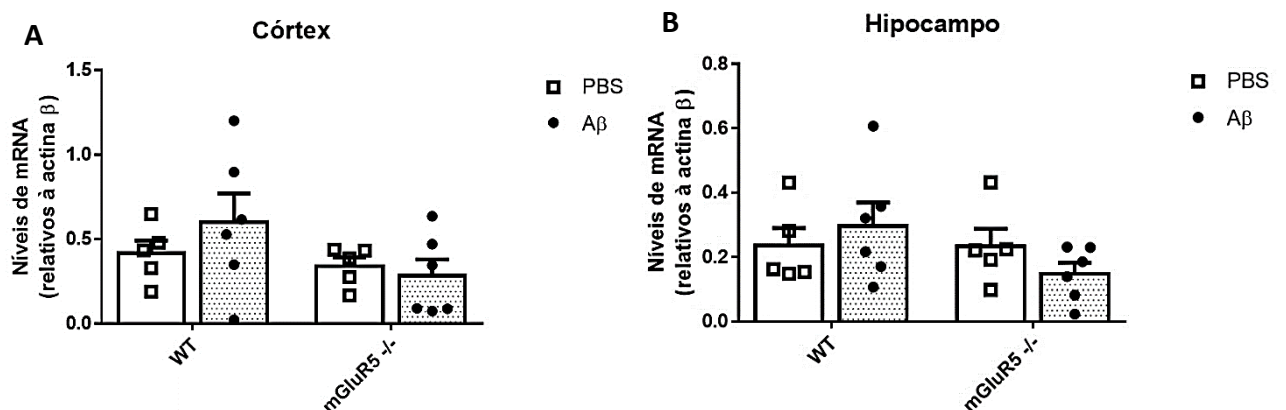 A
Córtex
Níveis de mRNA
(relativos à actina β)
1.5
1.0
0.5
0.0
WT
mGluR5 -/-
PBS
Aβ
B
Hipocampo
Níveis de mRNA
(relativos à actina β)
0.8
0.6
0.4
0.2
0.0
WT
mGluR5 -/-
PBS
Aβ